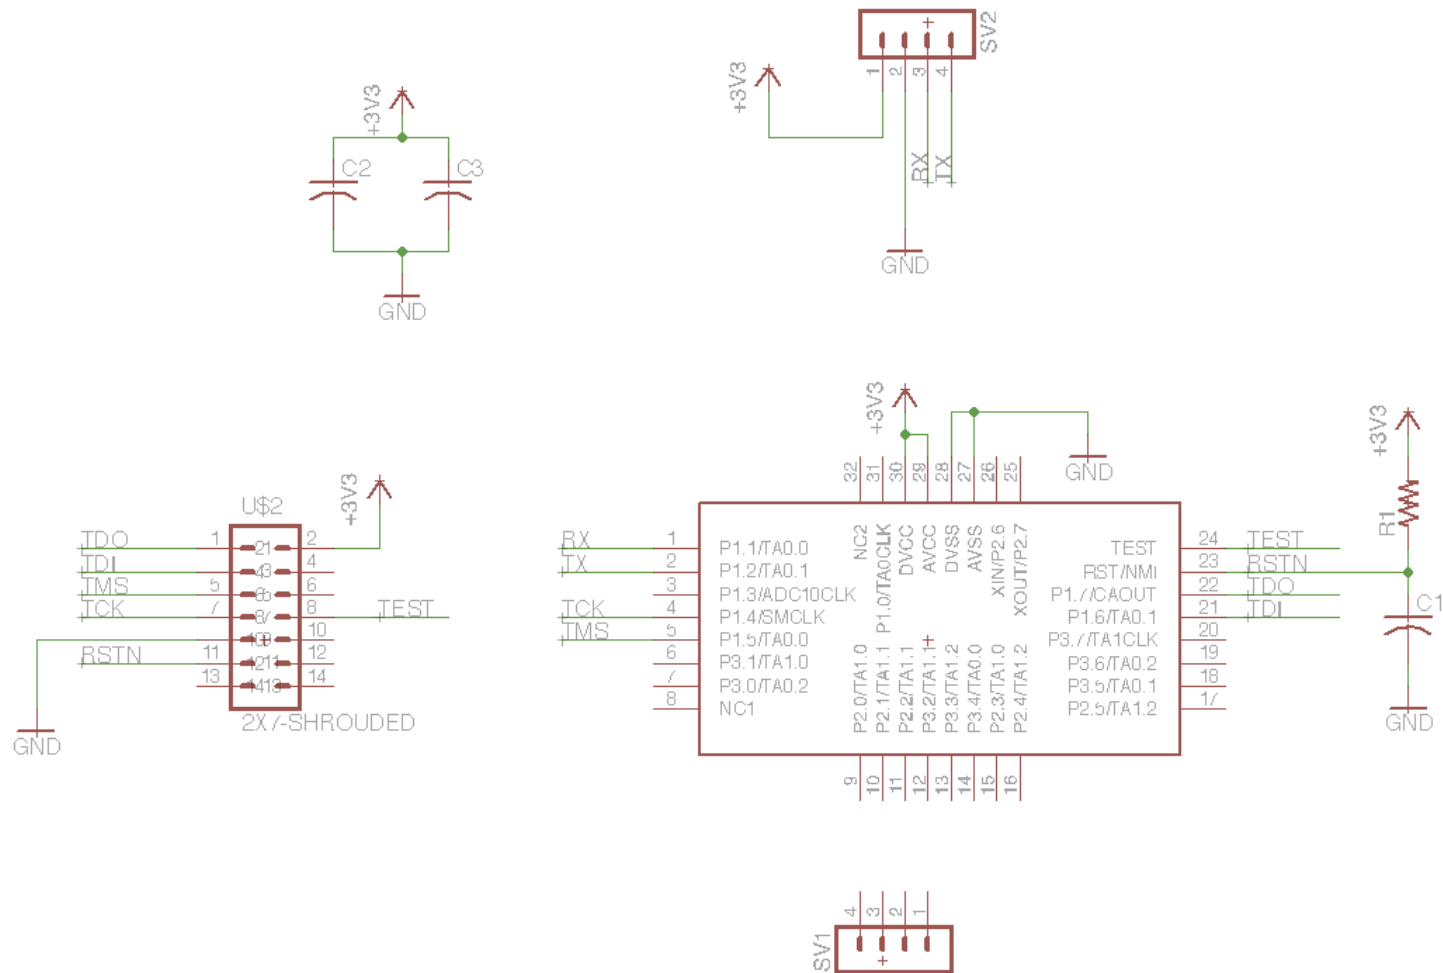 SV2
1
2
3
4
+3V3
RX
TX
GND
+3V3
C2
C3
GND
+3V3
GND
+3V3
R1
C1
GND
U$2
+3V3
TDO 1
2
TDI
4
TMS 5
6
TCK 7
8 TEST
10
RSTN 11
12
13
14
2X7-SHROUDED
GND
32
31
30
29
28
27
26
25
NC2
P1.0/TA0CLK
DVCC
AVCC
DVSS
AVSS
XIN/P2.6
XOUT/P2.7
RX 1 P1.1/TA0.0
TX 2 P1.2/TA0.1
3 P1.3/ADC10CLK
TCK 4 P1.4/SMCLK
TMS 5 P1.5/TA0.0
6 P3.1/TA1.0
7 P3.0/TA0.2
8 NC1
TEST 24 TEST
RST/NMI 23 RSTN
P1.7/CAOUT 22 TDO
P1.6/TA0.1 21 TDI
P3.7/TA1CLK 20
P3.6/TA0.2 19
P3.5/TA0.1 18
P2.5/TA1.2 17
P2.0/TA1.0
P2.1/TA1.1
P2.2/TA1.1
P3.2/TA1.1
P3.3/TA1.2
P3.4/TA0.0
P2.3/TA1.0
P2.4/TA1.2
9
10
11
12
13
14
15
16
4
3
2
1
SV1